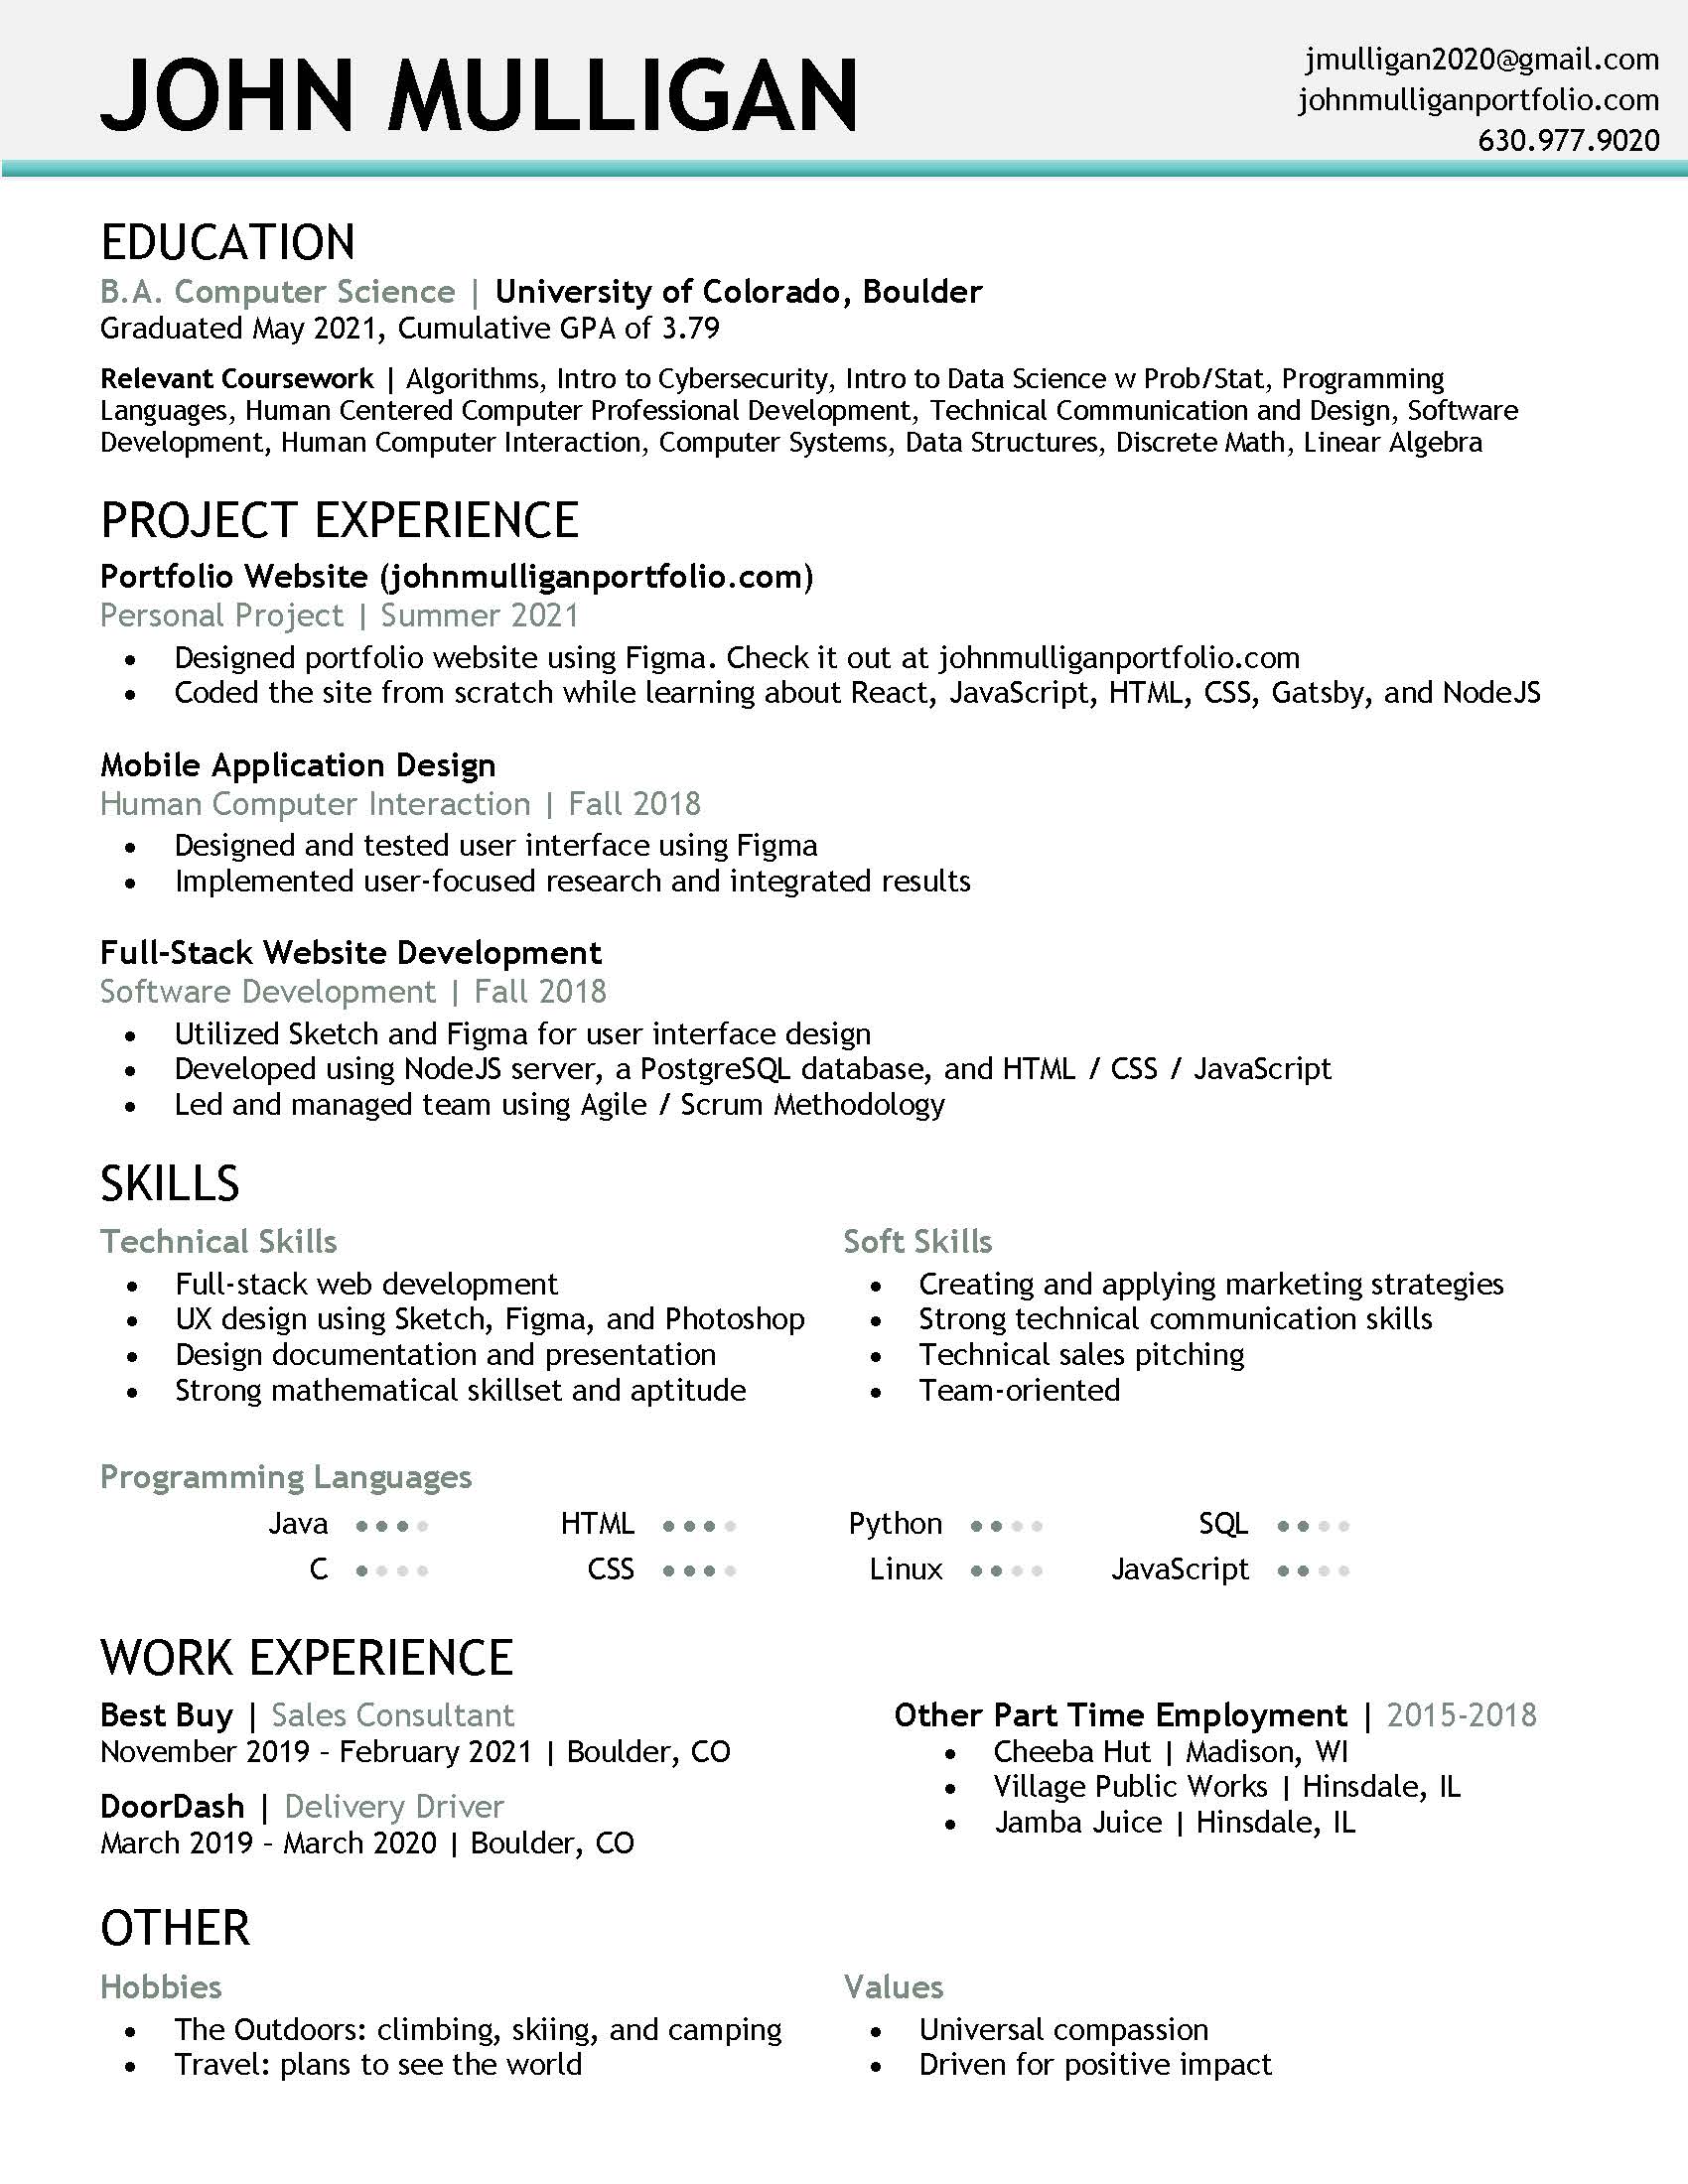 JOHN MULLIGAN
jmulligan2020@gmail.com
johnmulliganportfolio.com
630.977.9020
EDUCATION
B.A. Computer Science | University of Colorado, Boulder
Graduated May 2021, Cumulative GPA of 3.79
Relevant Coursework | Algorithms, Intro to Cybersecurity, Intro to Data Science w Prob/Stat, Programming
Languages, Human Centered Computer Professional Development, Technical Communication and Design, Software
Development, Human Computer Interaction, Computer Systems, Data Structures, Discrete Math, Linear Algebra
PROJECT EXPERIENCE
Portfolio Website (johnmulliganportfolio.com)
Personal Project | Summer 2021
• Designed portfolio website using Figma. Check it out at johnmulliganportfolio.com
• Coded the site from scratch while learning about React, JavaScript, HTML, CSS, Gatsby, and NodeJS
Mobile Application Design
Human Computer Interaction | Fall 2018
• Designed and tested user interface using Figma
• Implemented user-focused research and integrated results
Full-Stack Website Development
Software Development | Fall 2018
• Utilized Sketch and Figma for user interface design
• Developed using NodeJS server, a PostgreSQL database, and HTML / CSS / JavaScript
• Led and managed team using Agile / Scrum Methodology
SKILLS
Technical Skills
• Full-stack web development
• UX design using Sketch, Figma, and Photoshop
• Design documentation and presentation
• Strong mathematical skillset and aptitude
Soft Skills
• Creating and applying marketing strategies
• Strong technical communication skills
• Technical sales pitching
• Team-oriented
Programming Languages
Java HTML Python SQL
C CSS Linux JavaScript
WORK EXPERIENCE
Best Buy | Sales Consultant
November 2019 – February 2021 | Boulder, CO
DoorDash | Delivery Driver
March 2019 – March 2020 | Boulder, CO
Other Part Time Employment | 2015-2018
• Cheeba Hut | Madison, WI
• Village Public Works | Hinsdale, IL
• Jamba Juice | Hinsdale, IL
OTHER
Hobbies
• The Outdoors: climbing, skiing, and camping
• Travel: plans to see the world
Values
• Universal compassion
• Driven for positive impact